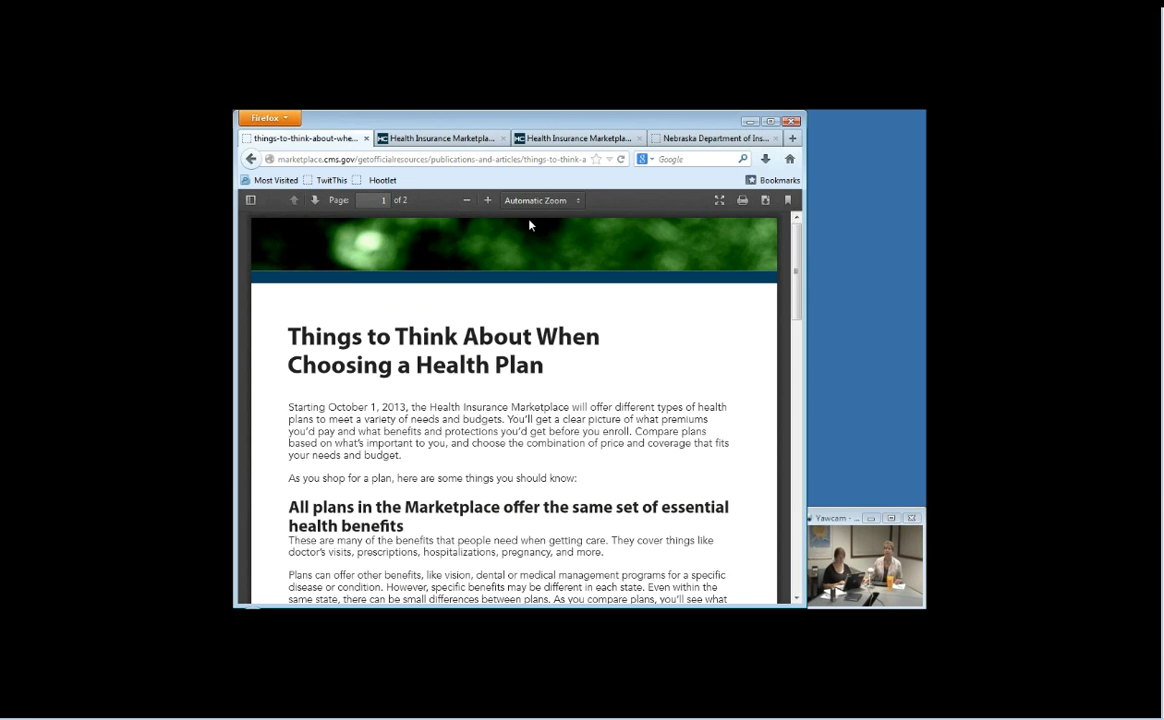 Firefox
things-to-think-about-whe...
Health Insurance Marketpla...
Health Insurance Marketpla...
Nebraska Department of Ins...
marketplace.cms.gov/getofficialresources/publications-and-articles/things-to-think-a
Google
Most Visited
TwitThis
Hootlet
Bookmarks
Page: 1 of 2
Automatic Zoom
Things to Think About When
Choosing a Health Plan
Starting October 1, 2013, the Health Insurance Marketplace will offer different types of health
plans to meet a variety of needs and budgets. You'll get a clear picture of what premiums
you'd pay and what benefits and protections you'd get before you enroll. Compare plans
based on what's important to you, and choose the combination of price and coverage that fits
your needs and budget.
As you shop for a plan, here are some things you should know:
All plans in the Marketplace offer the same set of essential
health benefits
These are many of the benefits that people need when getting care. They cover things like
doctor's visits, prescriptions, hospitalizations, pregnancy, and more.
Plans can offer other benefits, like vision, dental or medical management programs for a specific
disease or condition. However, specific benefits may be different in each state. Even within the
same state, there can be small differences between plans. As you compare plans, you'll see what
Yawcam - ...